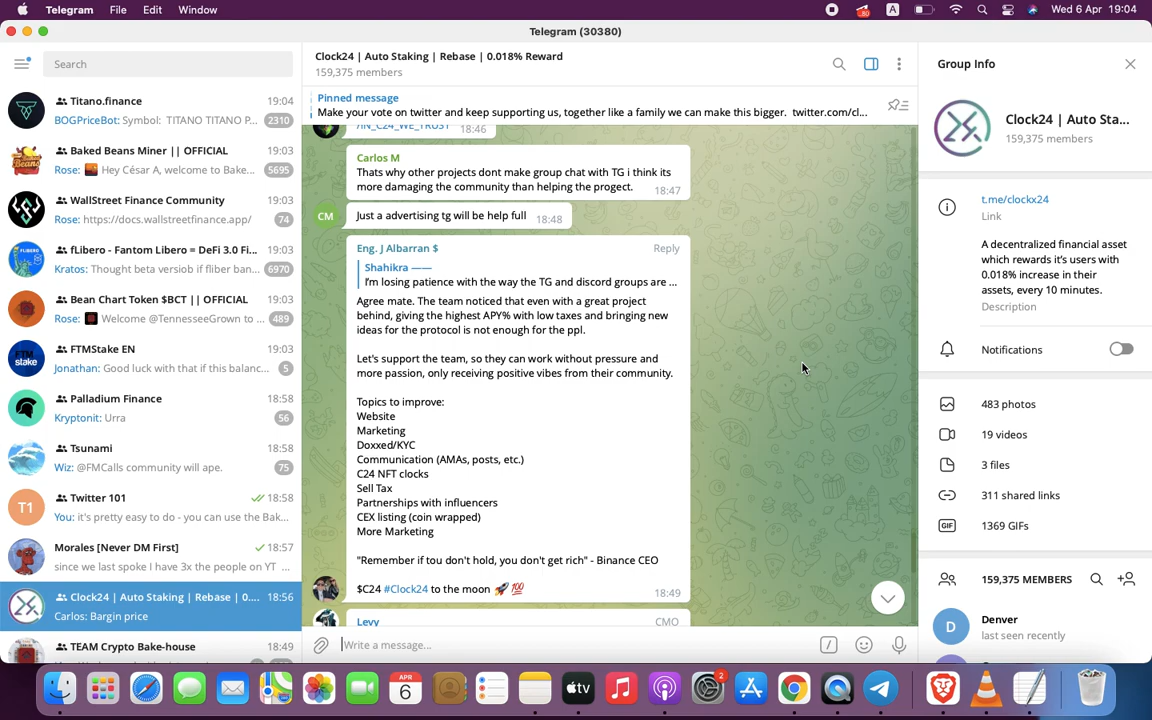 Telegram File Edit Window
80 A Wed 6 Apr 19:04
Telegram (30380)
Search
Titano.finance 19:04
BOGPriceBot: Symbol: TITANO TITANO P... 2310
Baked Beans Miner || OFFICIAL 19:03
Rose: Hey César A, welcome to Bake... 5695
WallStreet Finance Community 19:03
Rose: https://docs.wallstreetfinance.app/ 74
fLibero - Fantom Libero = DeFi 3.0 Fi... 19:03
Kratos: Thought beta versiob if fliber ban... 6970
Bean Chart Token $BCT || OFFICIAL 19:03
Rose: Welcome @TennesseeGrown to ... 489
FTMStake EN 19:03
Jonathan: Good luck with that if this balanc... 5
Palladium Finance 18:58
Kryptonit: Urra 56
Tsunami 18:58
Wiz: @FMCalls community will ape. 75
T1
Twitter 101 18:58
You: it's pretty easy to do - you can use the Bak...
Morales [Never DM First] 18:57
since we last spoke I have 3x the people on YT ...
Clock24 | Auto Staking | Rebase | 0.... 18:56
Carlos: Bargin price
TEAM Crypto Bake-house 18:49
Clock24 | Auto Staking | Rebase | 0.018% Reward
159,375 members
Pinned message
Make your vote on twitter and keep supporting us, together like a family we can make this bigger. twitter.com/cl...
/IN_C24_WE_TRUST 18:46
Carlos M
Thats why other projects dont make group chat with TG i think its
more damaging the community than helping the progect. 18:47
CM
Just a advertising tg will be help full 18:48
Eng. J Albarran $ Reply
Shahikra ——
I'm losing patience with the way the TG and discord groups are ...
Agree mate. The team noticed that even with a great project
behind, giving the highest APY% with low taxes and bringing new
ideas for the protocol is not enough for the ppl.
Let's support the team, so they can work without pressure and
more passion, only receiving positive vibes from their community.
Topics to improve:
Website
Marketing
Doxxed/KYC
Communication (AMAs, posts, etc.)
C24 NFT clocks
Sell Tax
Partnerships with influencers
CEX listing (coin wrapped)
More Marketing
"Remember if tou don't hold, you don't get rich" - Binance CEO
$C24 #Clock24 to the moon 🚀 💯 18:49
Levy CMO
Write a message...
Group Info
Clock24 | Auto Sta...
159,375 members
t.me/clockx24
Link
A decentralized financial asset
which rewards it's users with
0.018% increase in their
assets, every 10 minutes.
Description
Notifications
483 photos
19 videos
3 files
311 shared links
GIF 1369 GIFs
159,375 MEMBERS
D
Denver
last seen recently
APR
6
tv
2